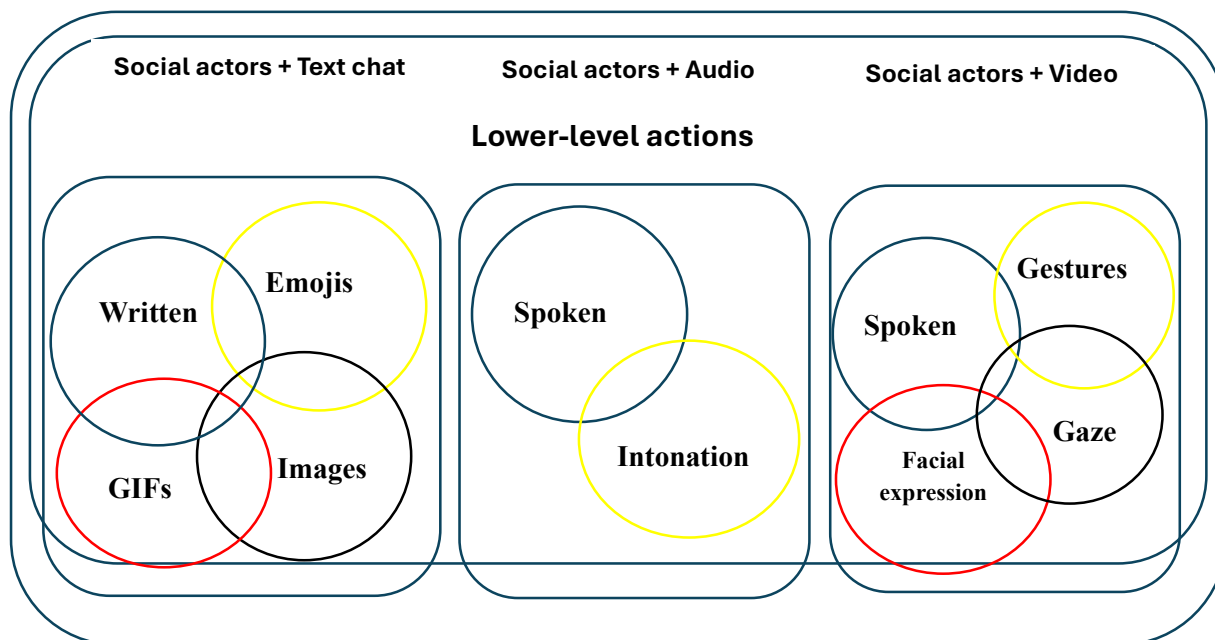 Social actors + Text chat
Social actors + Audio
Social actors + Video
Lower-level actions
Written
Emojis
GIFs
Images
Spoken
Intonation
Spoken
Gestures
Gaze
Facial
expression